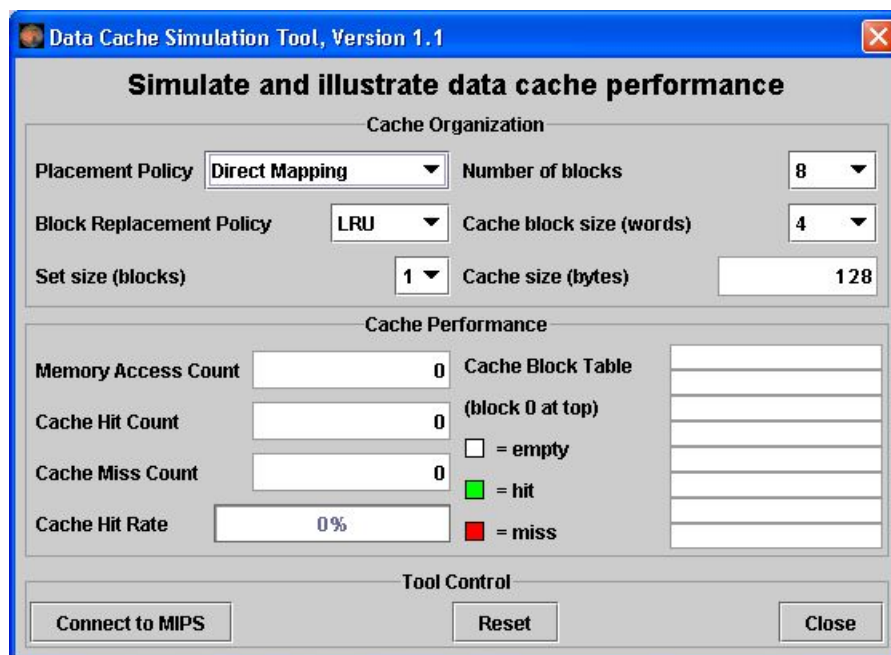 Data Cache Simulation Tool, Version 1.1
Simulate and illustrate data cache performance
Cache Organization
Placement Policy Direct Mapping Number of blocks 8
Block Replacement Policy LRU Cache block size (words) 4
Set size (blocks) 1 Cache size (bytes) 128
Cache Performance
Memory Access Count 0
Cache Hit Count 0
Cache Miss Count 0
Cache Hit Rate 0%
Cache Block Table
(block 0 at top)
= empty
= hit
= miss
Tool Control
Connect to MIPS Reset Close